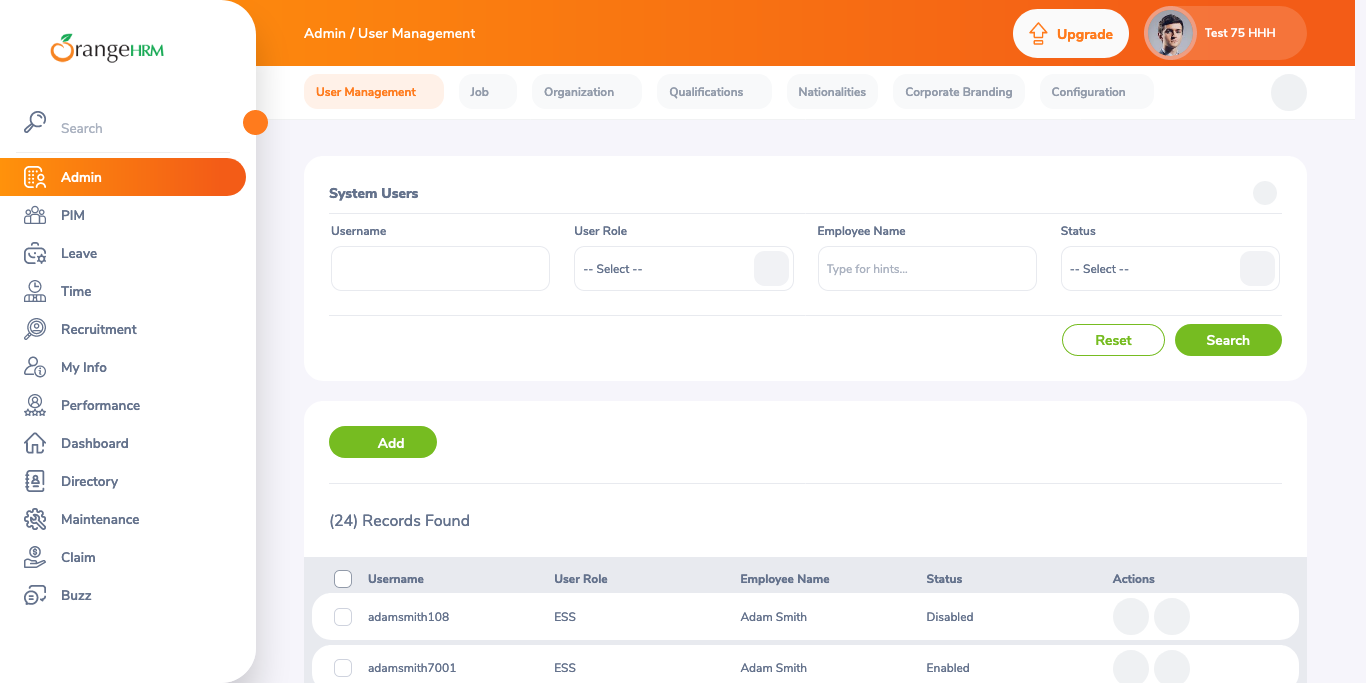 OrangeHRM
Admin / User Management
Upgrade
Test 75 HHH
User Management
Job
Organization
Qualifications
Nationalities
Corporate Branding
Configuration
Search
Admin
PIM
Leave
Time
Recruitment
My Info
Performance
Dashboard
Directory
Maintenance
Claim
Buzz
System Users
Username
User Role
Employee Name
Status
-- Select --
Type for hints...
-- Select --
Reset
Search
Add
(24) Records Found
Username User Role Employee Name Status Actions
adamsmith108 ESS Adam Smith Disabled
adamsmith7001 ESS Adam Smith Enabled